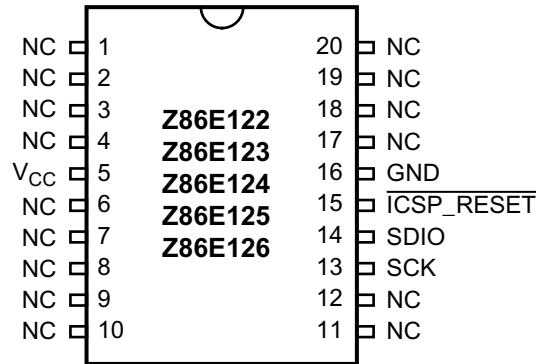 NC 1 20 NC
NC 2 19 NC
NC 3 18 NC
Z86E122
NC 4 17 NC
Z86E123
V_CC 5 Z86E124 16 GND
NC 6 Z86E125 15 ICSP_RESET
NC 7 Z86E126 14 SDIO
NC 8 13 SCK
NC 9 12 NC
NC 10 11 NC